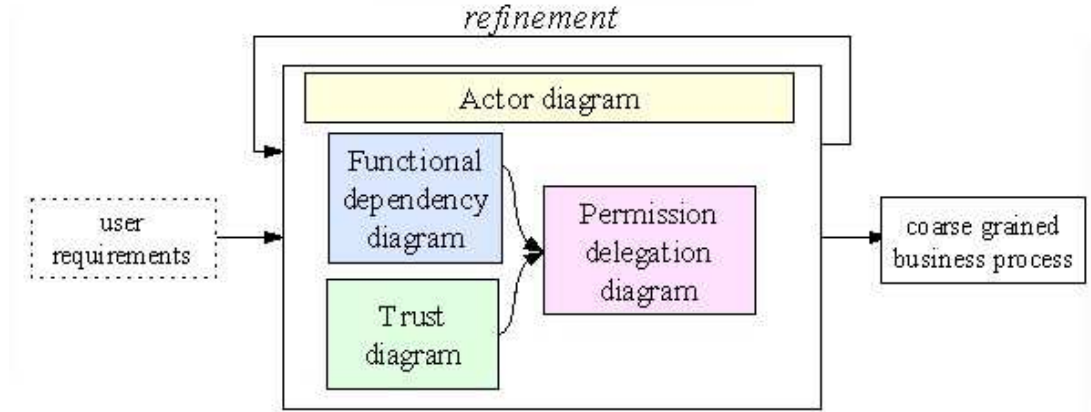 refinement
Actor diagram
Functional
dependency
diagram
Permission
delegation
diagram
Trust
diagram
user
requirements
coarse grained
business process